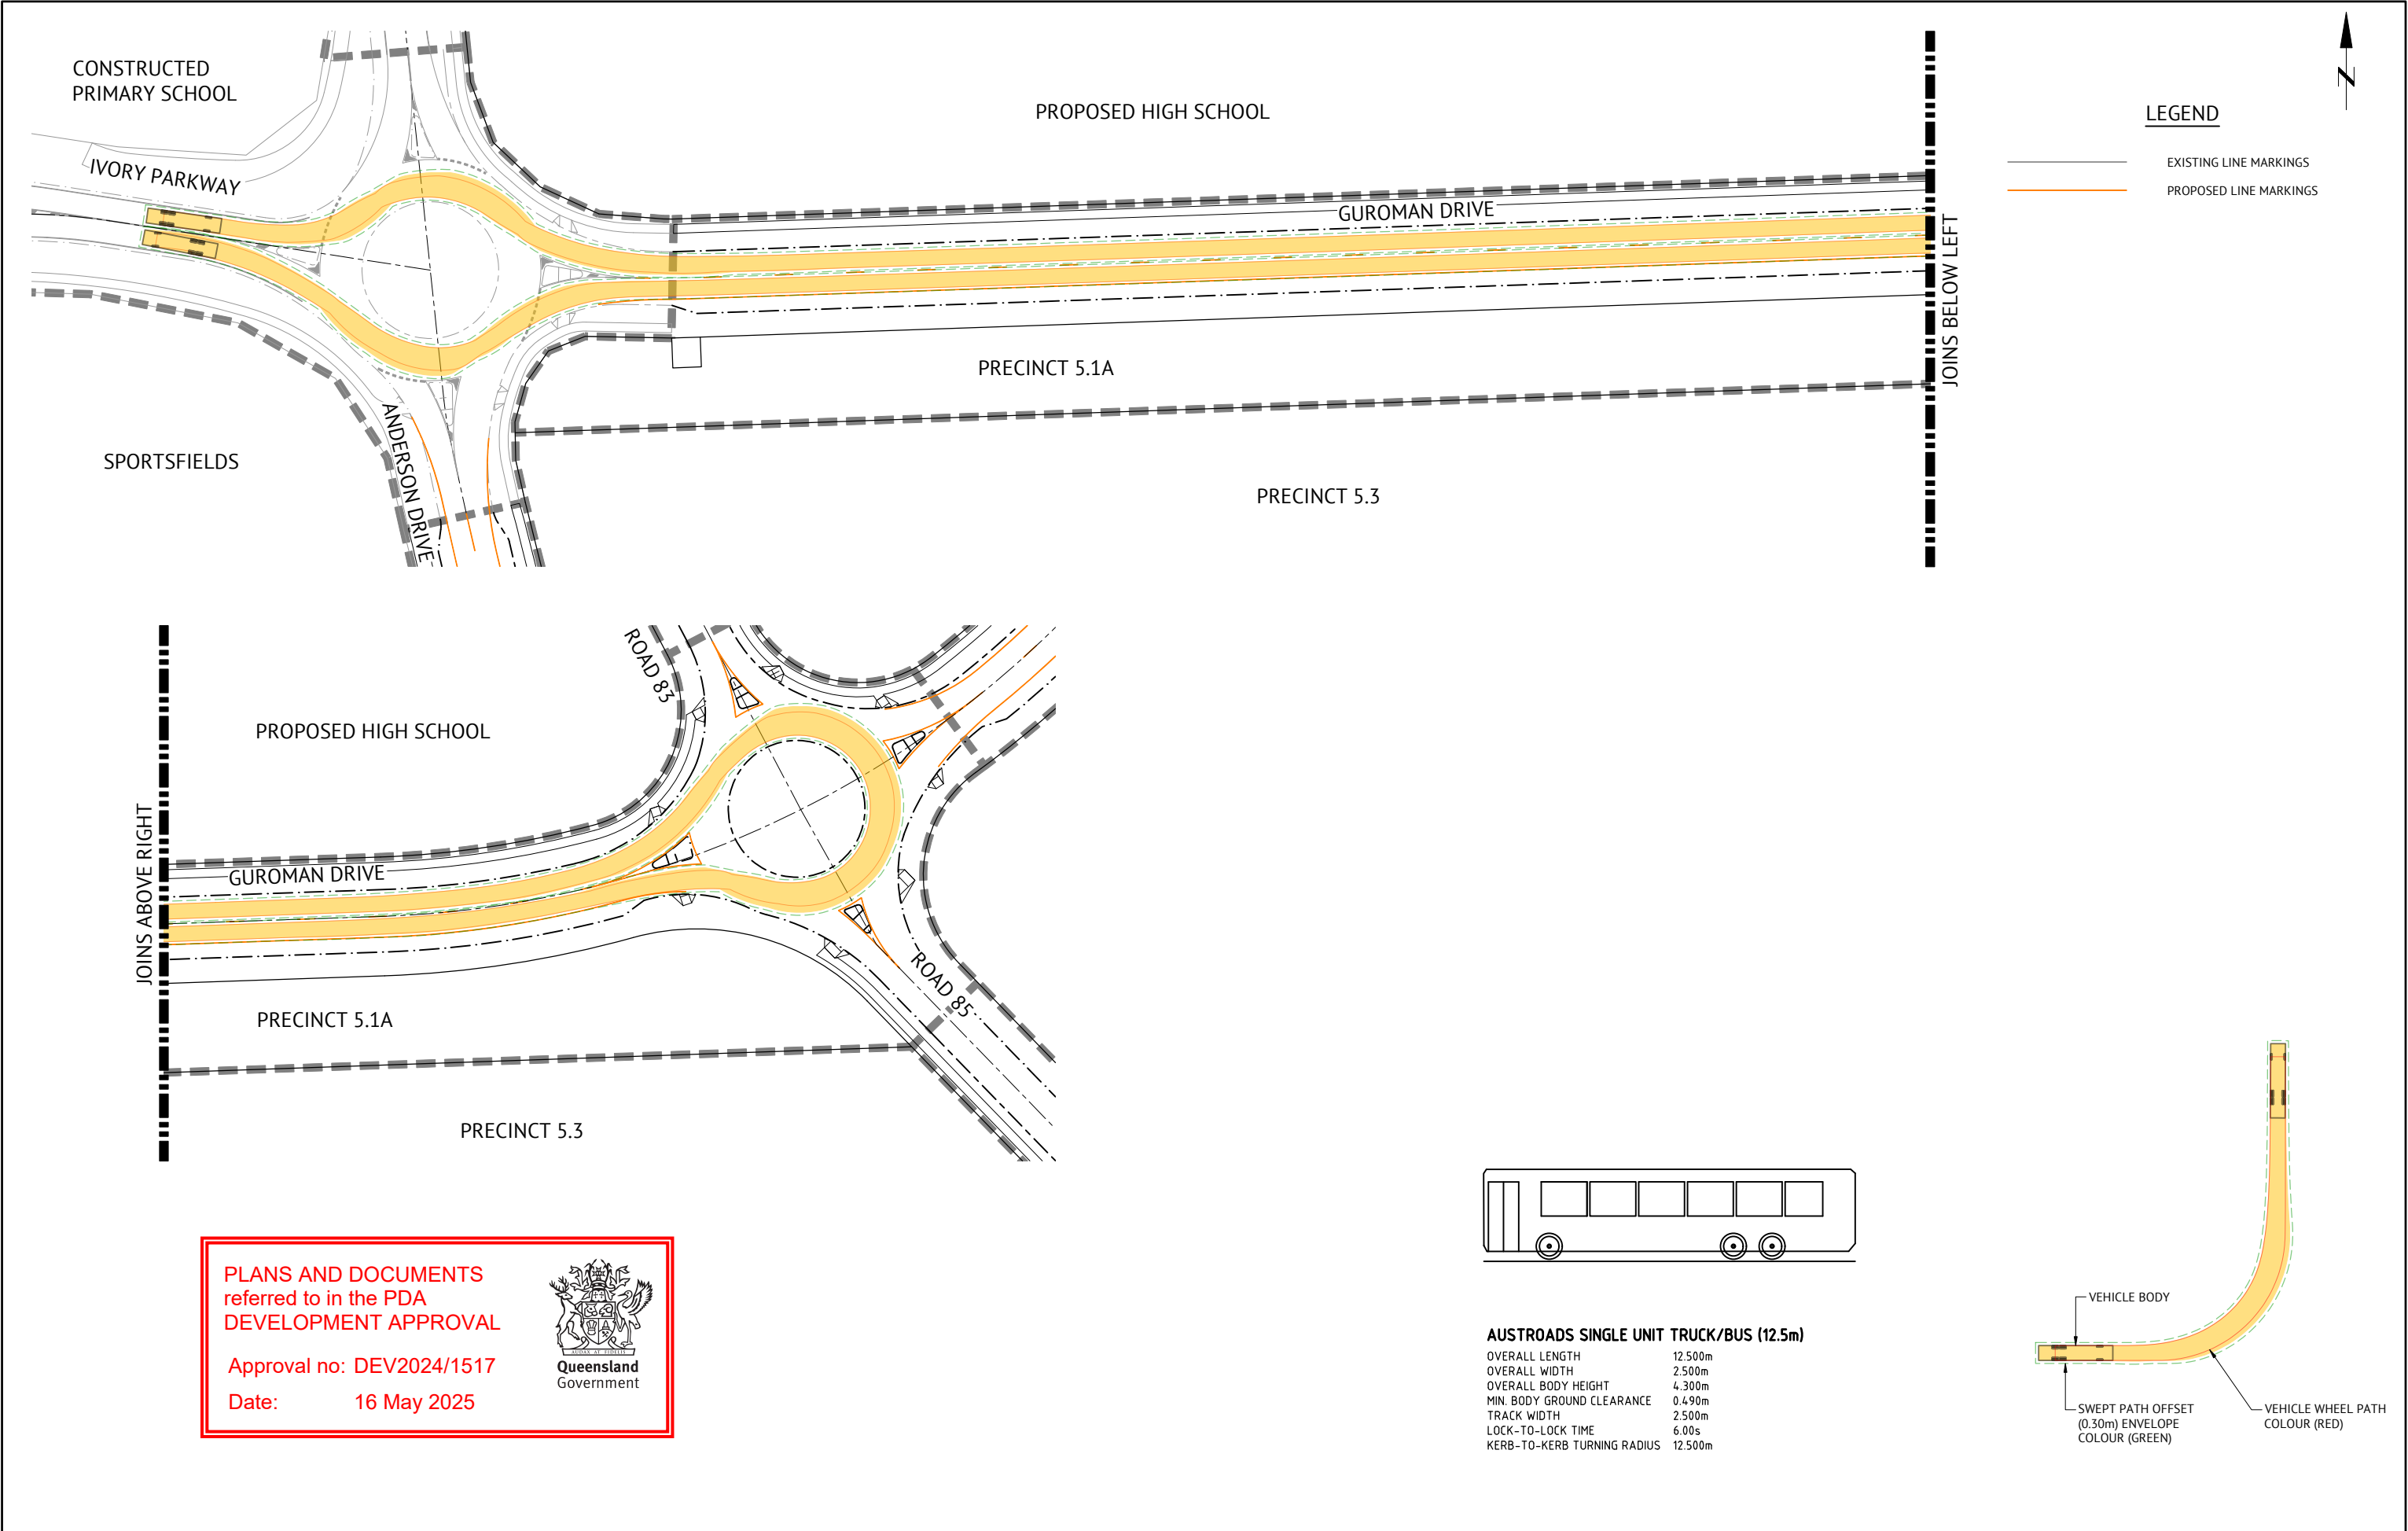 CONSTRUCTED
PRIMARY SCHOOL
IVORY PARKWAY
PROPOSED HIGH SCHOOL
GUROMAN DRIVE
PRECINCT 5.1A
ANDERSON DRIVE
SPORTSFIELDS
PRECINCT 5.3
JOINS BELOW LEFT
N
LEGEND
EXISTING LINE MARKINGS
PROPOSED LINE MARKINGS
ROAD 83
PROPOSED HIGH SCHOOL
JOINS ABOVE RIGHT
GUROMAN DRIVE
ROAD 85
PRECINCT 5.1A
PRECINCT 5.3
PLANS AND DOCUMENTS
referred to in the PDA
DEVELOPMENT APPROVAL
Approval no: DEV2024/1517
Date: 16 May 2025
AUDAX AT FIDELIS
Queensland
Government
AUSTROADS SINGLE UNIT TRUCK/BUS (12.5m)
OVERALL LENGTH 12.500m
OVERALL WIDTH 2.500m
OVERALL BODY HEIGHT 4.300m
MIN. BODY GROUND CLEARANCE 0.490m
TRACK WIDTH 2.500m
LOCK-TO-LOCK TIME 6.00s
KERB-TO-KERB TURNING RADIUS 12.500m
VEHICLE BODY
SWEPT PATH OFFSET
(0.30m) ENVELOPE
COLOUR (GREEN)
VEHICLE WHEEL PATH
COLOUR (RED)